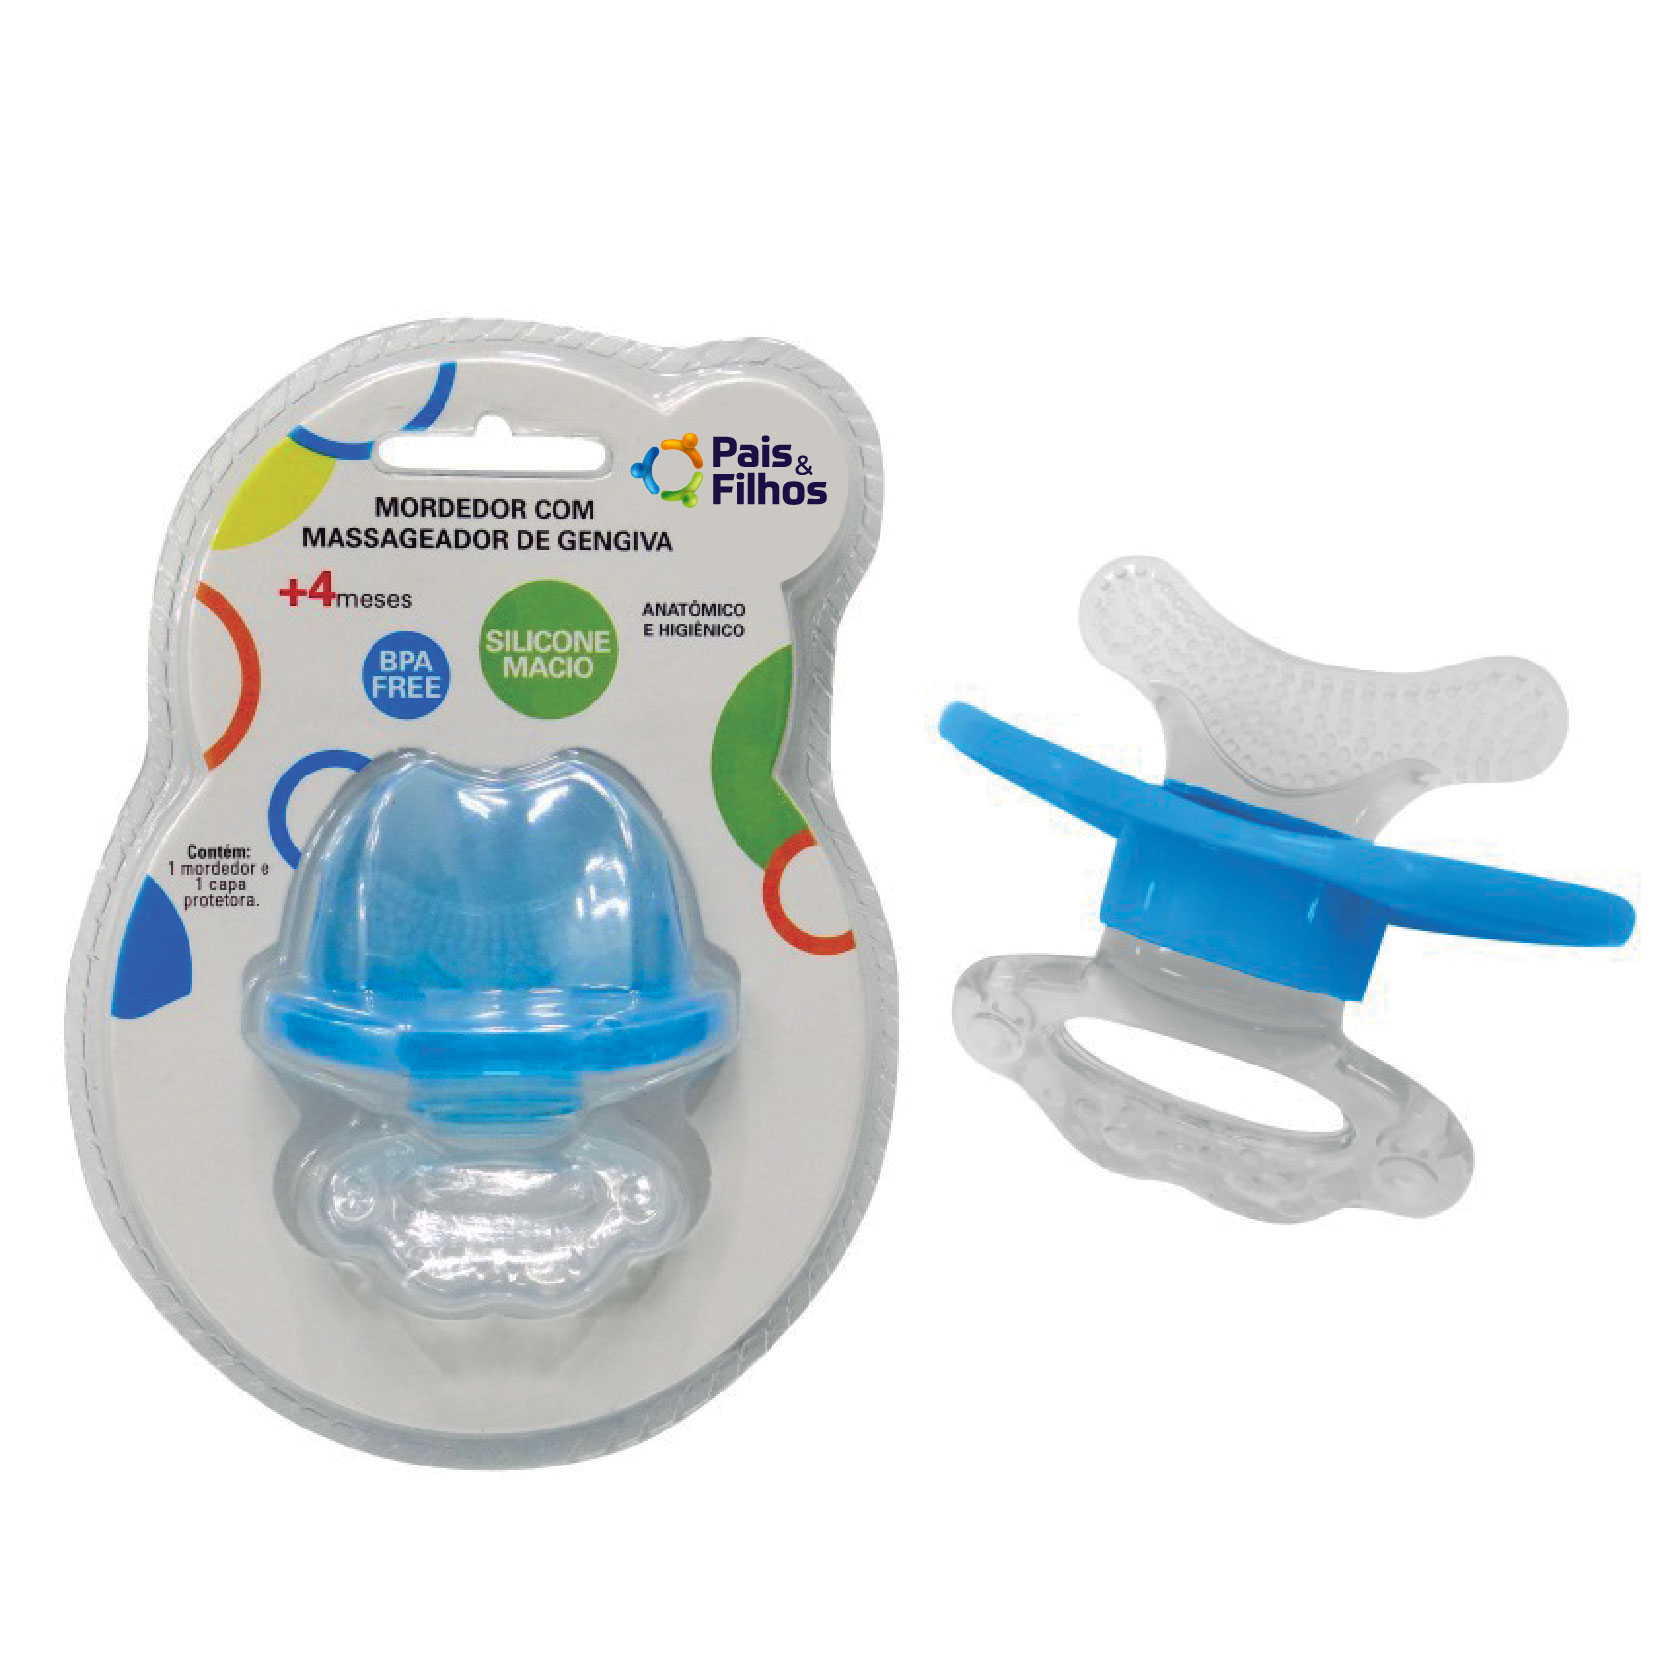 Pais &
Filhos
MORDEDOR COM
MASSAGEADOR DE GENGIVA
+4meses
BPA
FREE
SILICONE
MACIO
ANATÔMICO
E HIGIÊNICO
Contém:
1 mordedor e
1 capa
protetora.